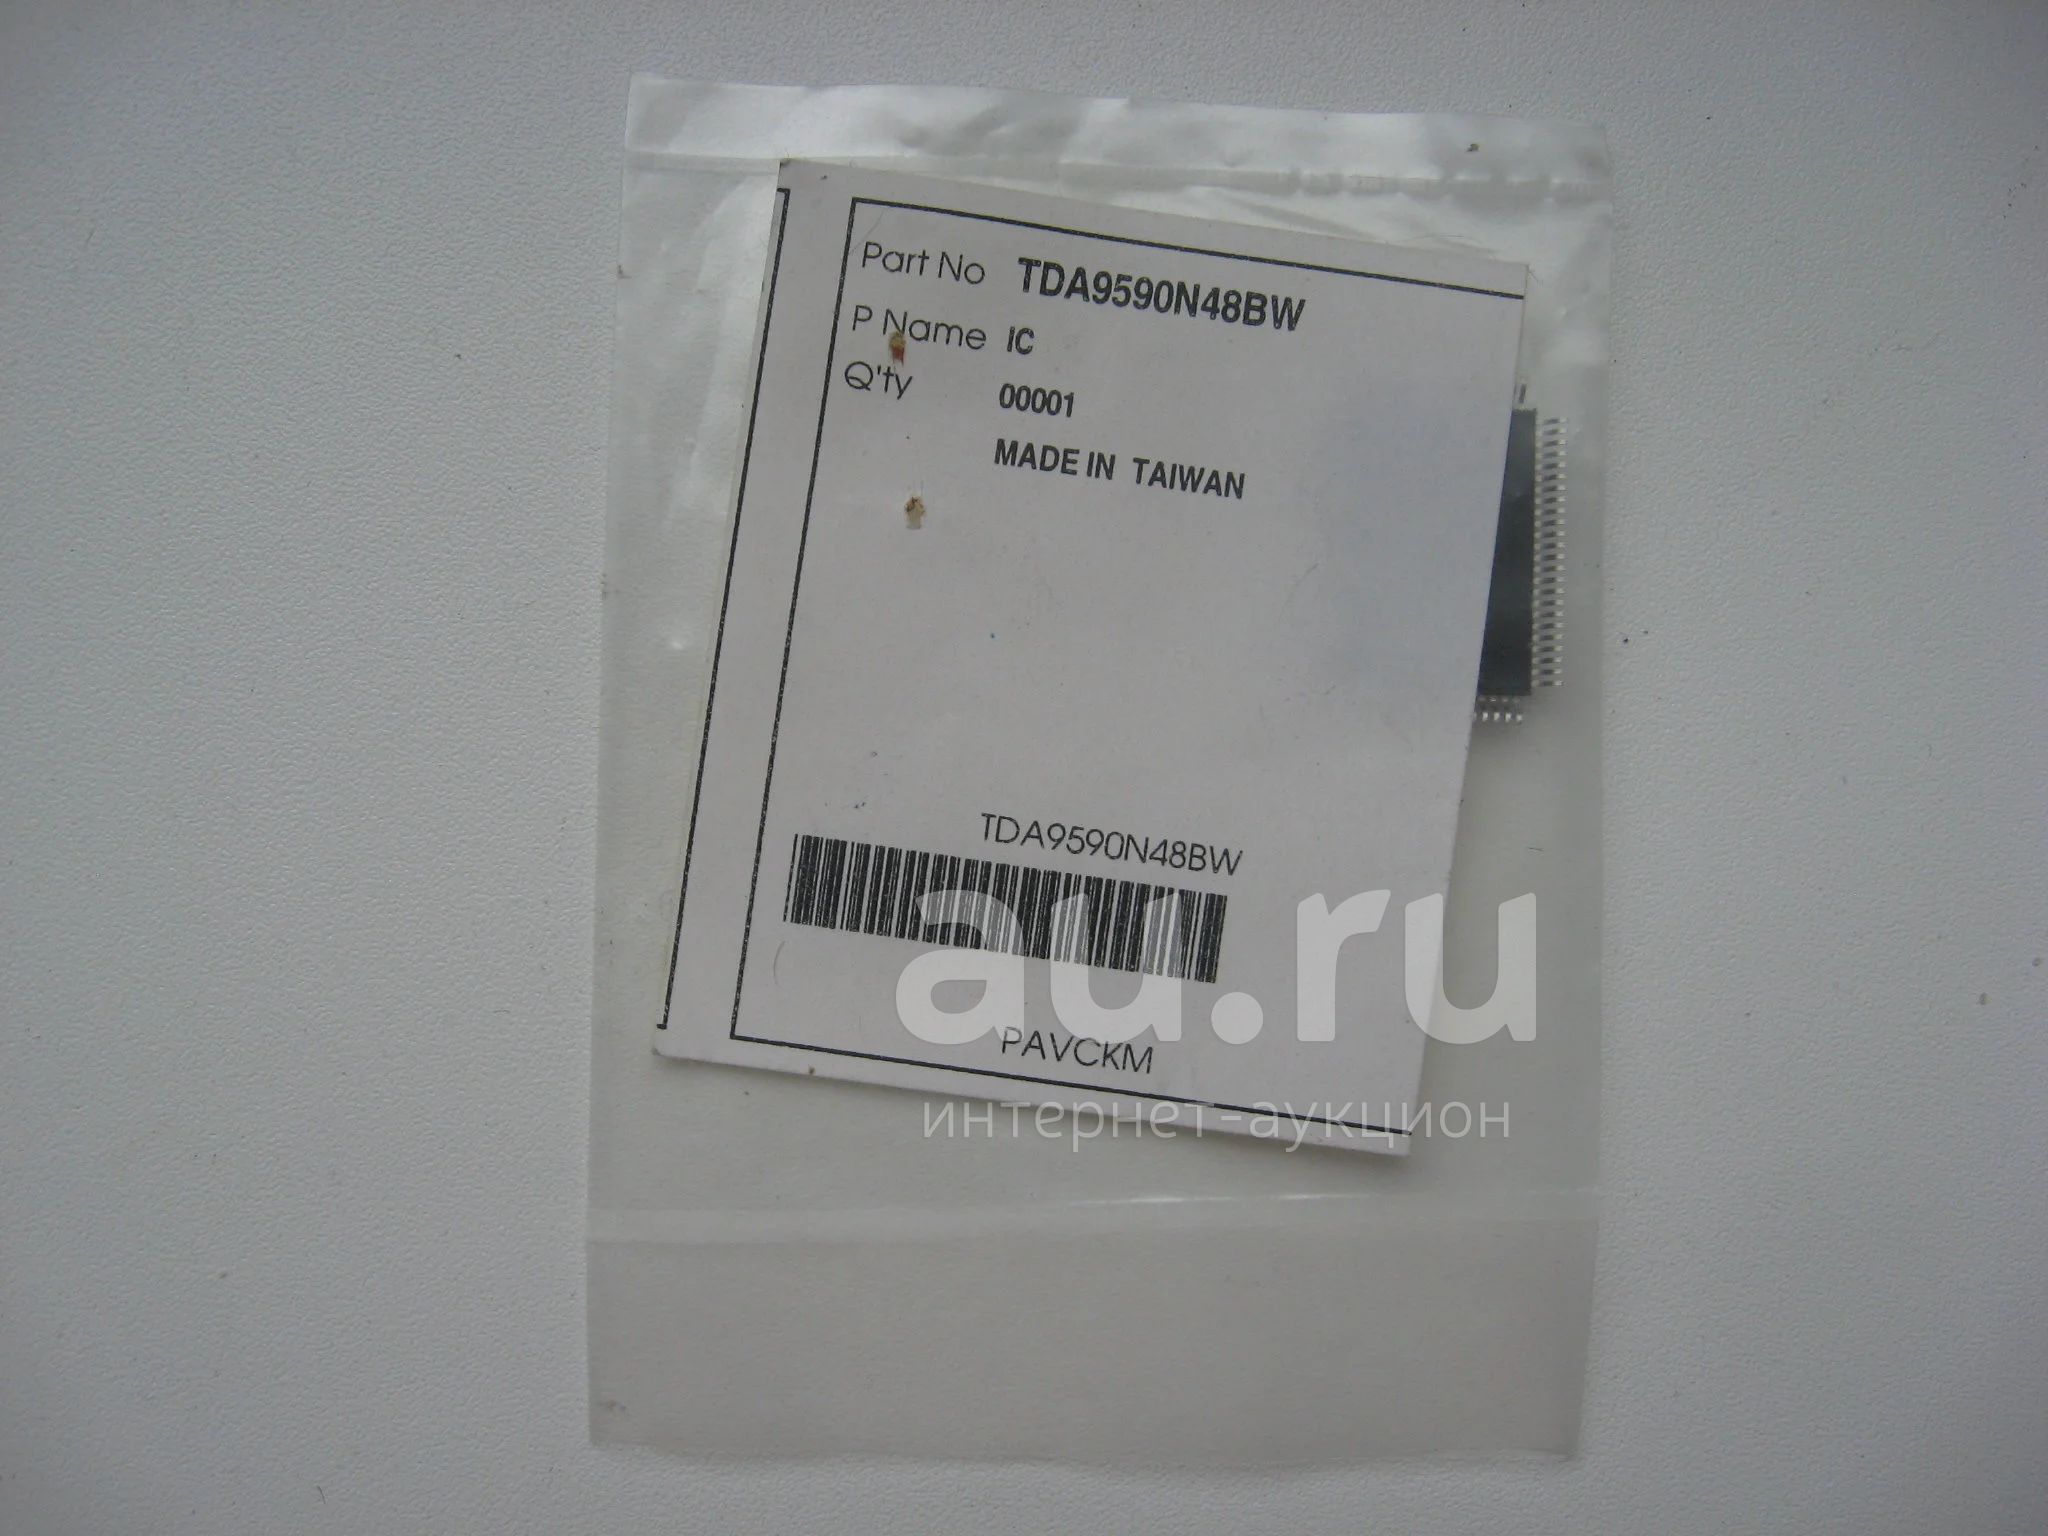 Part No TDA9590N48BW
P Name IC
Q'ty 00001
MADE IN TAIWAN
TDA9590N48BW
au.ru
PAVCKM
интернет-аукцион